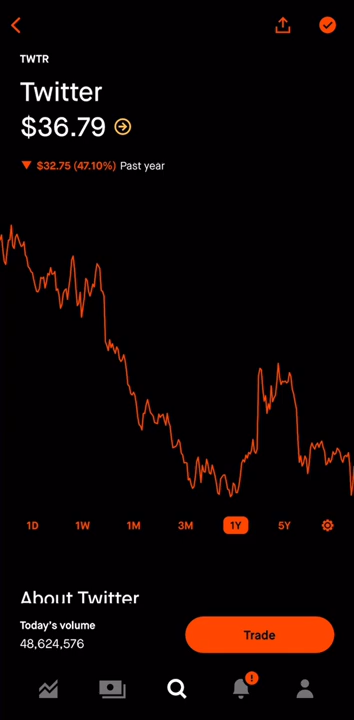 TWTR
Twitter
$36.79
$32.75 (47.10%) Past year
1D 1W 1M 3M 1Y 5Y
About Twitter
Today's volume
48,624,576
Trade
!